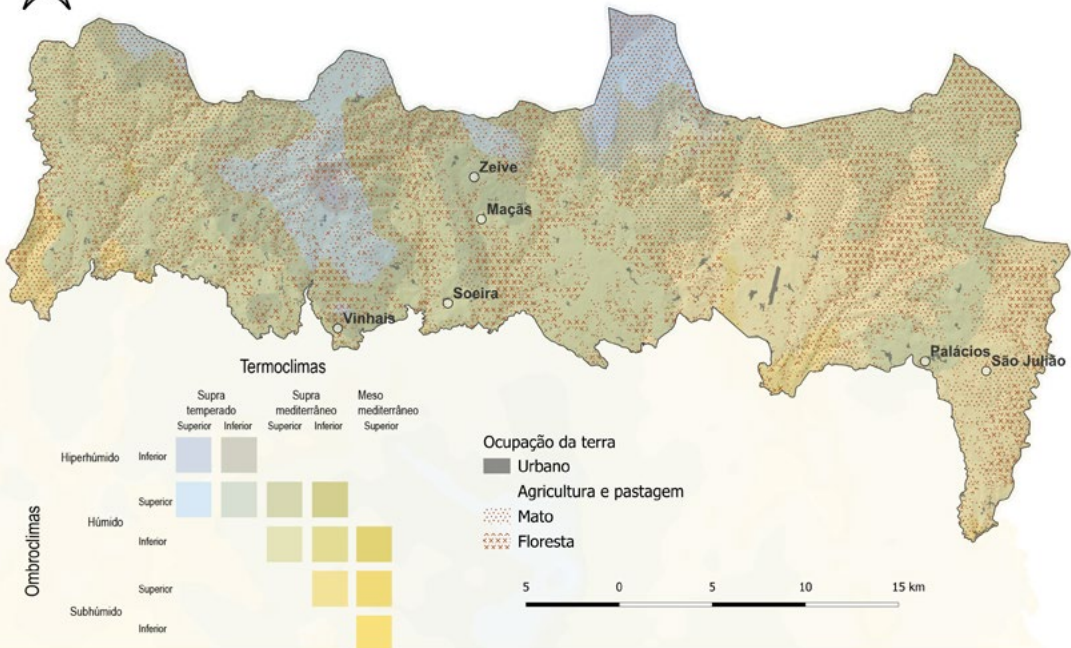 Zeive
Maçãs
Soeira
Vinhais
Palácios
São Julião
Termoclimas
Supra temperado
Supra mediterrâneo
Meso mediterrâneo
Superior Inferior Superior Inferior Superior
Hiperhúmido Inferior
Superior
Húmido
Inferior
Superior
Subhúmido
Inferior
Ombroclimas
Ocupação da terra
Urbano
Agricultura e pastagem
Mato
Floresta
5 0 5 10 15 km